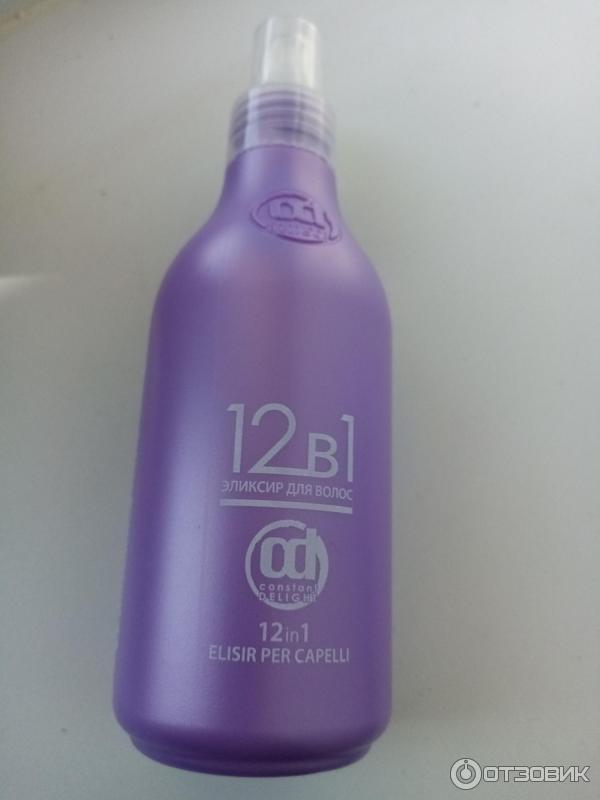 12в1
ЭЛИКСИР ДЛЯ ВОЛОС
cd
constant
DELIGHT
12in1
ELISIR PER CAPELLI
ОТЗОВИК